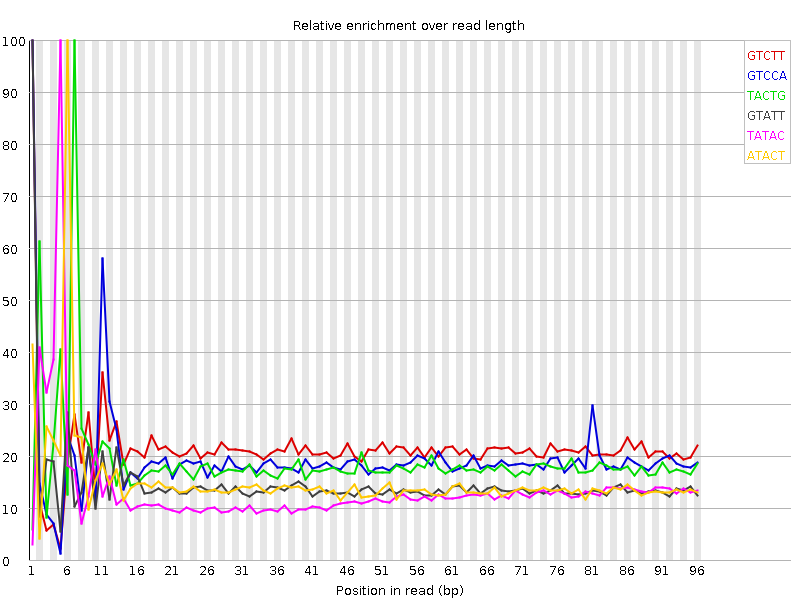 Relative enrichment over read length
GTCTT
GTCCA
TACTG
GTATT
TATAC
ATACT
100
90
80
70
60
50
40
30
20
10
0
1 6 11 16 21 26 31 36 41 46 51 56 61 66 71 76 81 86 91 96
Position in read (bp)